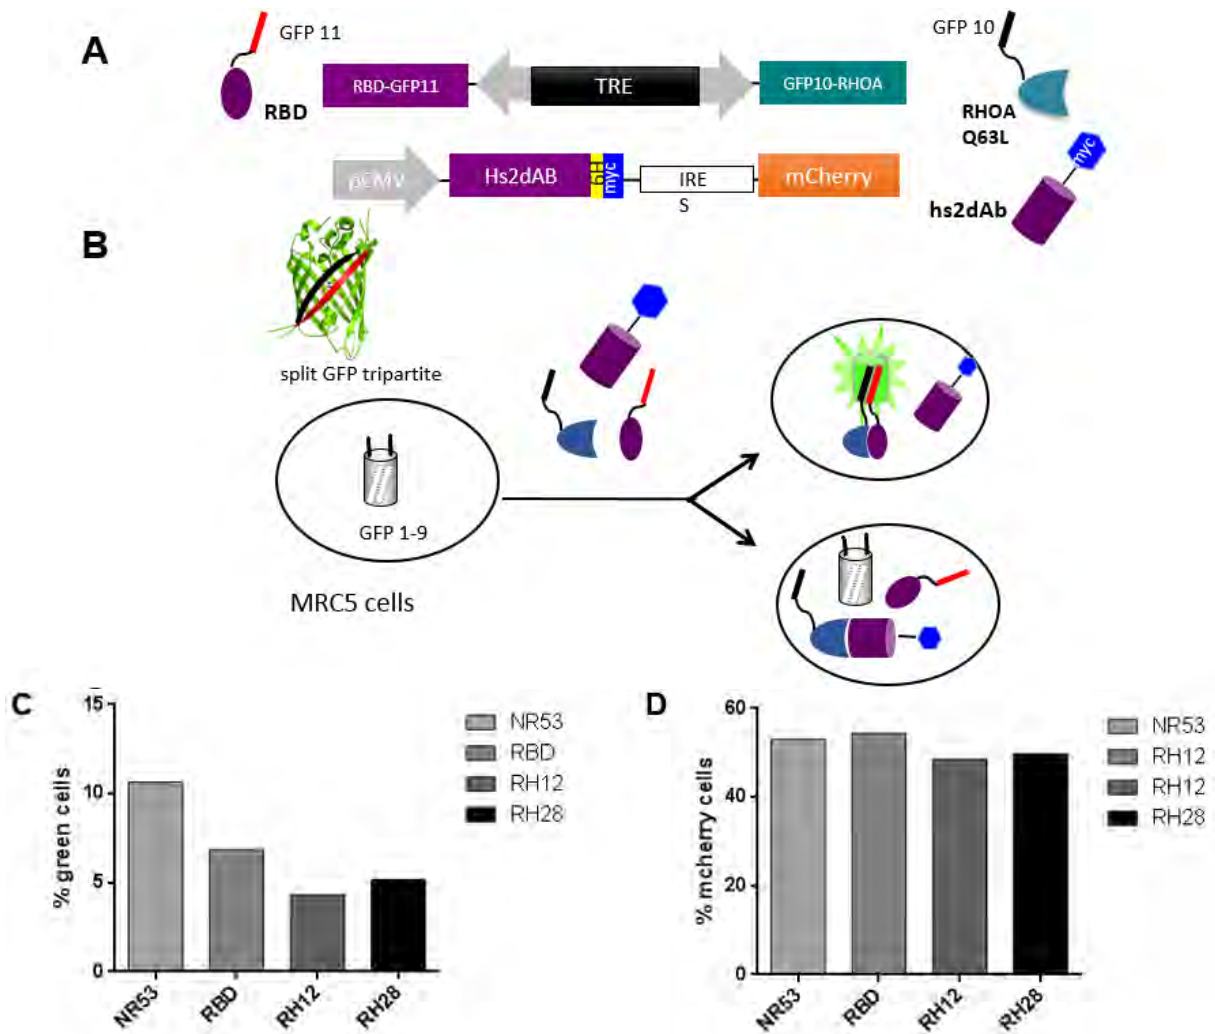 A
GFP 11
RBD
RBD-GFP11
TRE
GFP10-RHOA
GFP 10
RHOA
Q63L
pCMV
Hs2dAB
6H
myc
IRE
S
mCherry
myc
hs2dAb
B
split GFP tripartite
GFP 1-9
MRC5 cells
C
% green cells
15
10
5
0
NR53
RBD
RH12
RH28
NR53
RBD
RH12
RH28
D
% mcherry cells
60
40
20
0
NR53
RBD
RH12
RH28
NR53
RH12
RH12
RH28